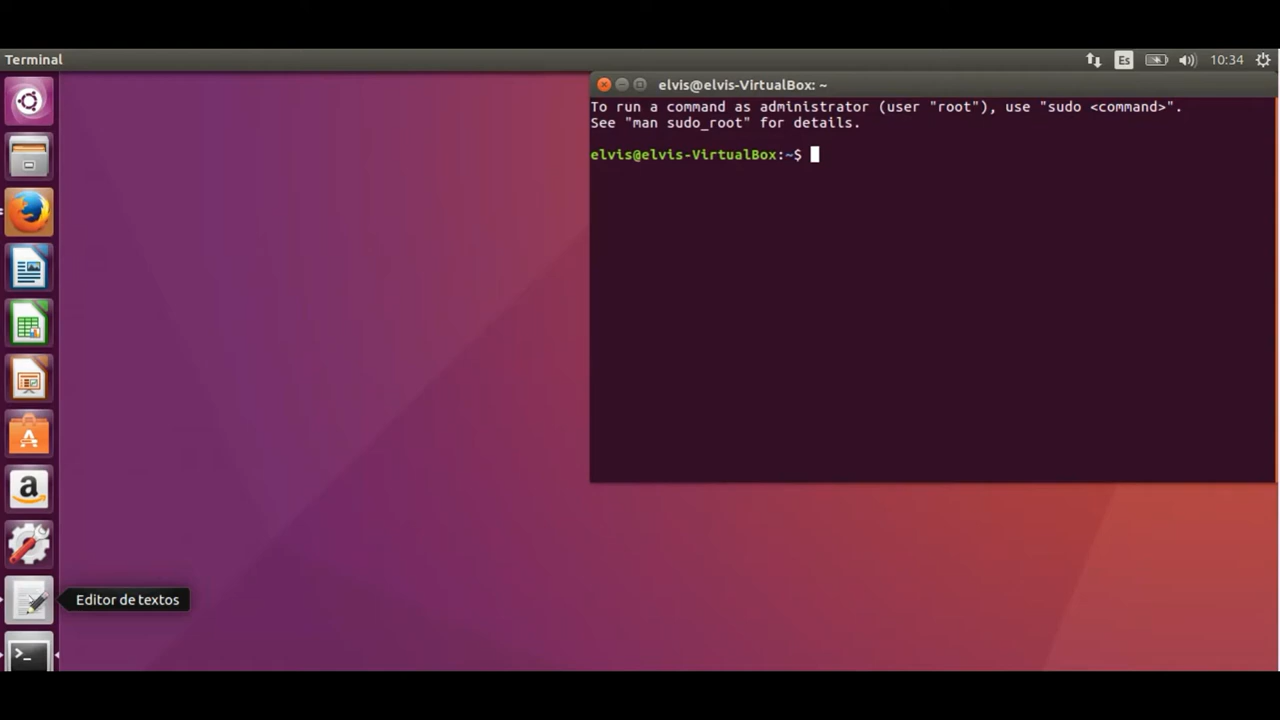 Terminal
Es
10:34
elvis@elvis-VirtualBox: ~
To run a command as administrator (user "root"), use "sudo <command>".
See "man sudo_root" for details.
elvis@elvis-VirtualBox:~$
a
Editor de textos
>_